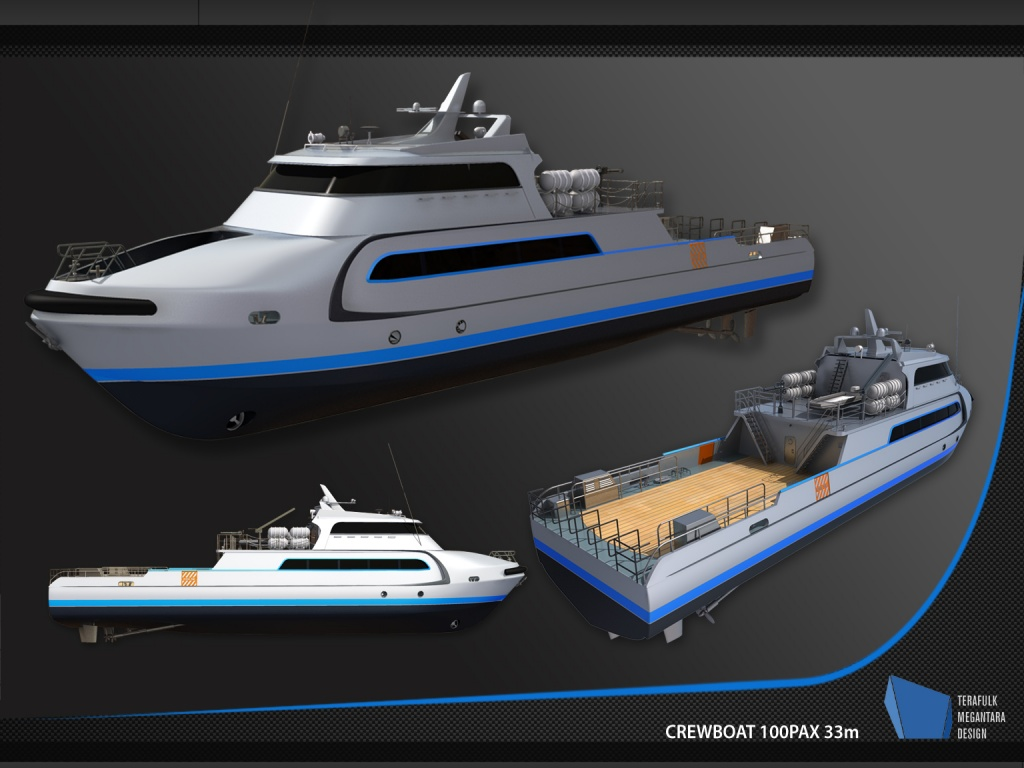 CREWBOAT 100PAX 33m
TERAFULK
MEGANTARA
DESIGN